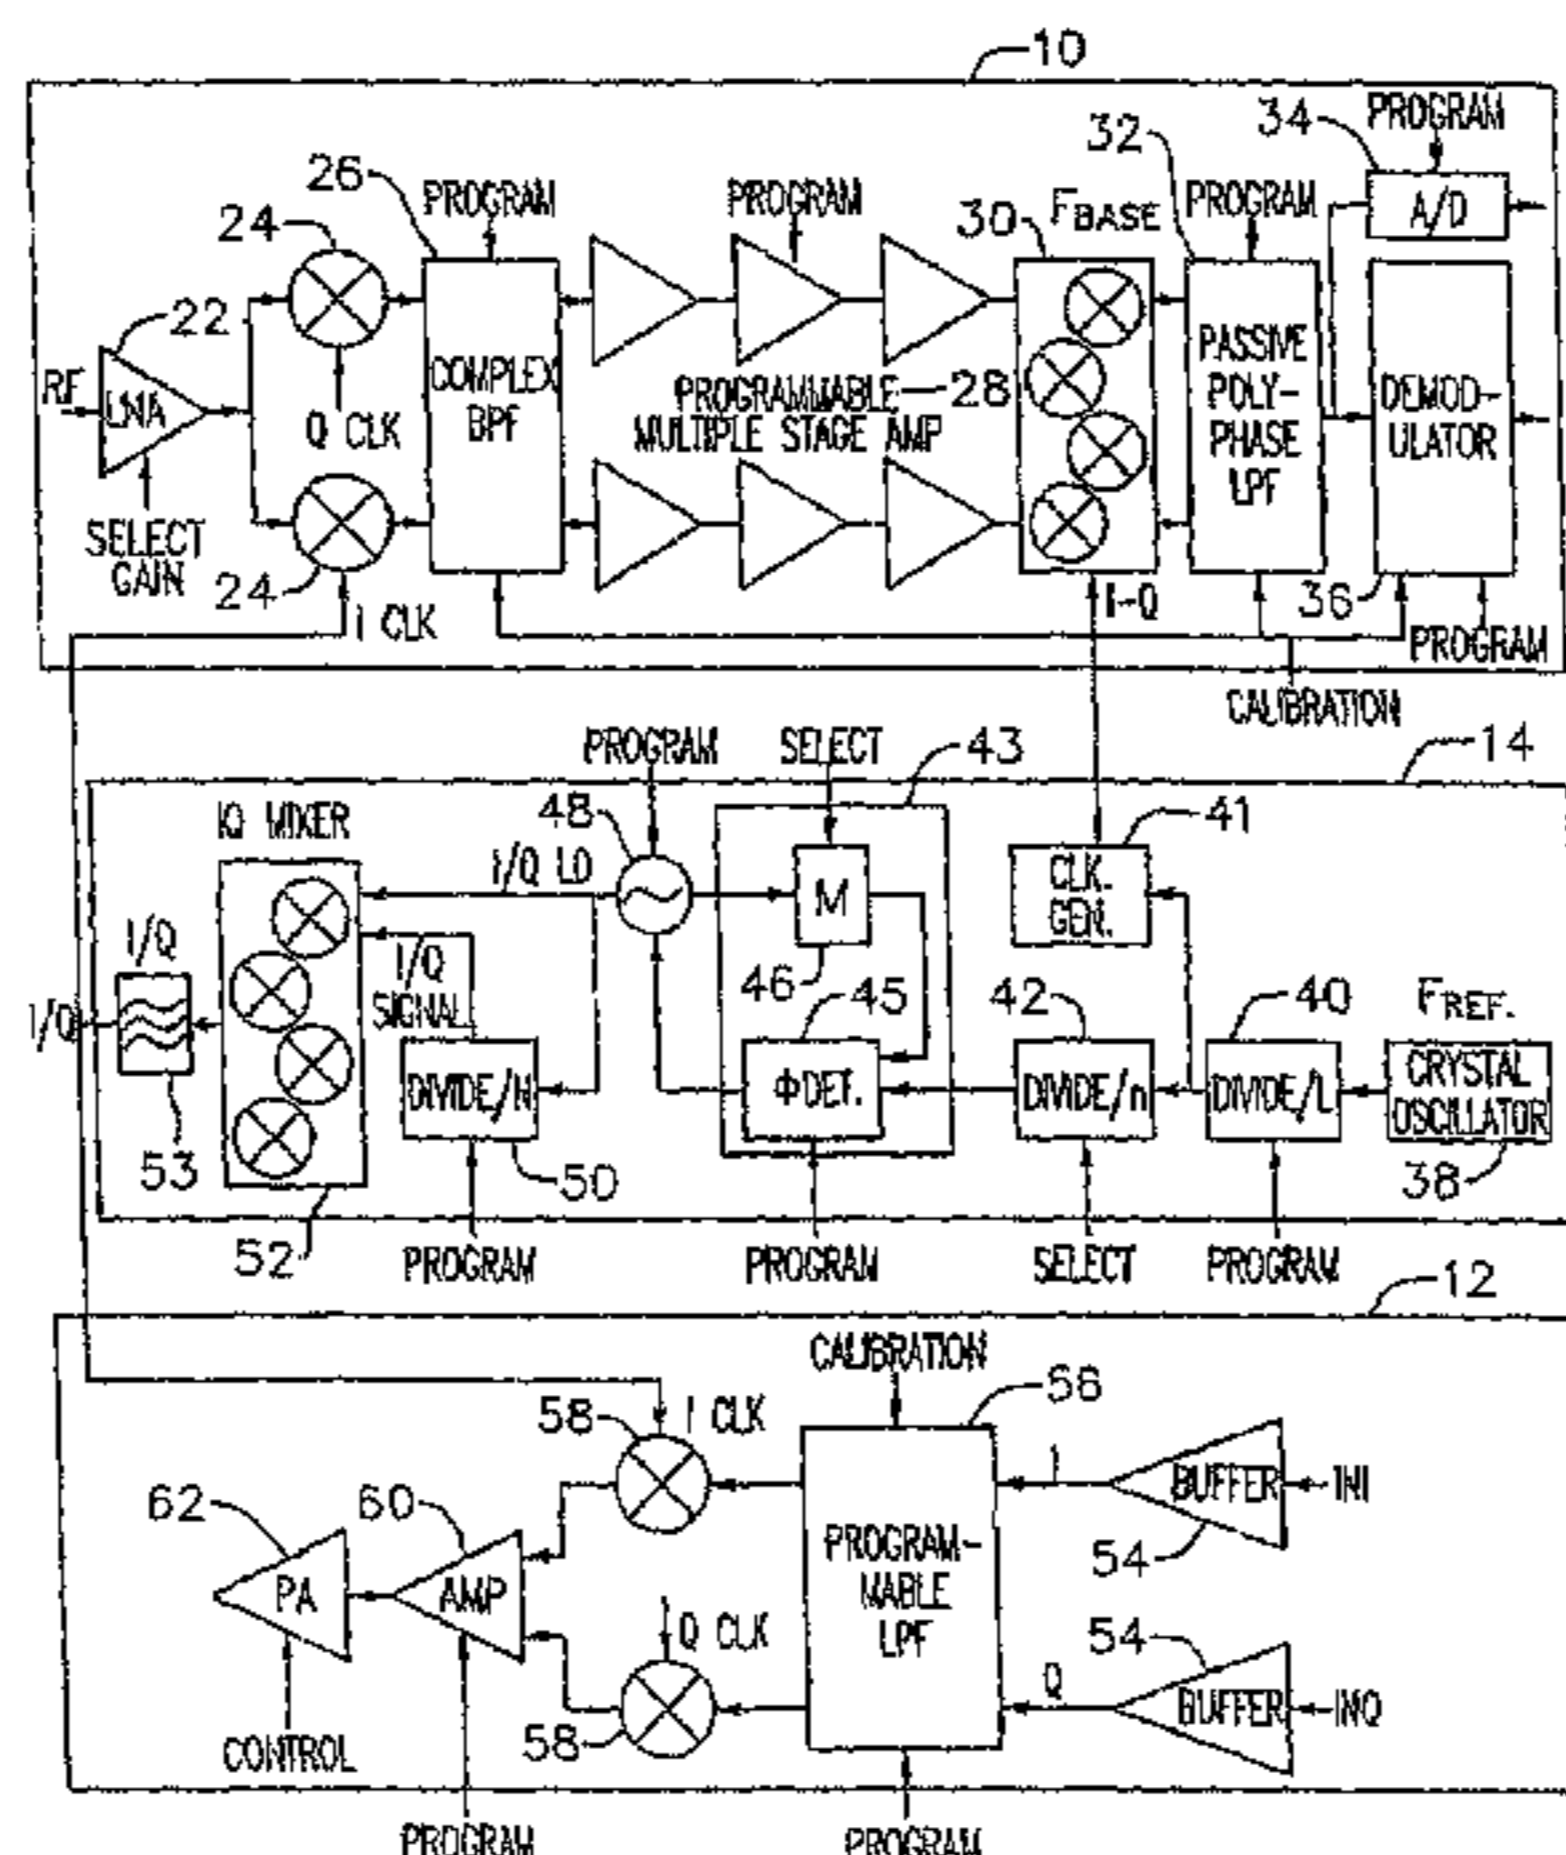 10
PROGRAM
34
32
26
PROGRAM
PROGRAM
FBASE
PROGRAM
A/D
24
30
22
RF
LNA
COMPLEX
BPF
PASSIVE
POLY-
PHASE
LPF
Q CLK
PROGRAMMABLE
28
MULTIPLE STAGE AMP
DEMOD-
ULATOR
SELECT
GAIN
24
I CLK
I-Q
36
PROGRAM
CALIBRATION
PROGRAM
SELECT
43
14
IQ MIXER
48
41
I/Q LO
M
CLK.
GEN.
I/Q
I/Q
SIGNAL
46
45
42
40
FREF.
I/Q
DIVIDE/N
ΦDET.
DIVIDE/n
DIVIDE/L
CRYSTAL
OSCILLATOR
53
50
38
52
PROGRAM
PROGRAM
SELECT
PROGRAM
12
CALIBRATION
56
58
I CLK
I
BUFFER
INI
62
60
54
PROGRAM-
MABLE
LPF
PA
AMP
Q CLK
54
Q
BUFFER
INQ
58
CONTROL
PROGRAM
PROGRAM